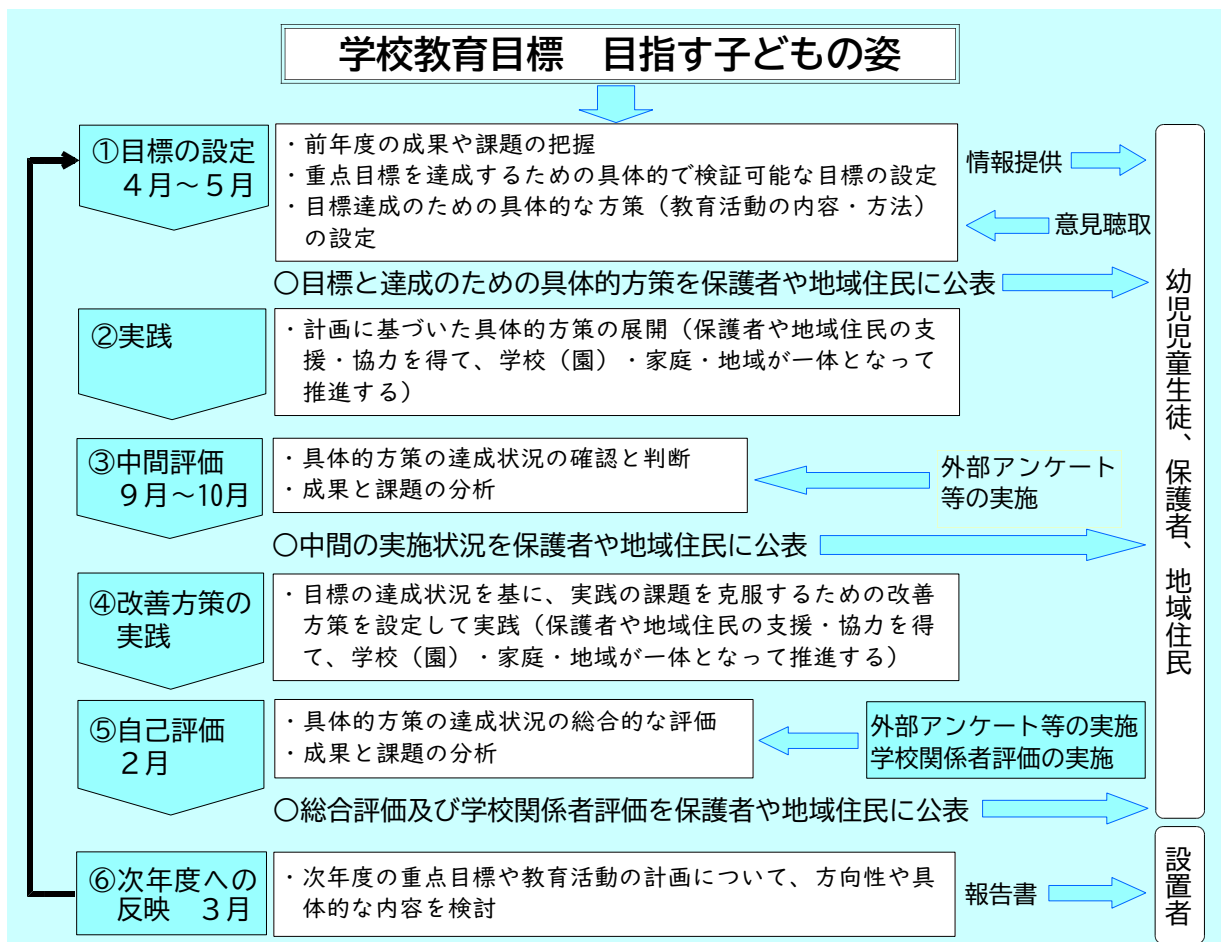 学校教育目標　目指す子どもの姿
①目標の設定
４月～５月
・前年度の成果や課題の把握
・重点目標を達成するための具体的で検証可能な目標の設定
・目標達成のための具体的な方策（教育活動の内容・方法）
の設定
情報提供
意見聴取
〇目標と達成のための具体的方策を保護者や地域住民に公表
②実践
・計画に基づいた具体的方策の展開（保護者や地域住民の支
援・協力を得て、学校（園）・家庭・地域が一体となって
推進する）
③中間評価
９月～10月
・具体的方策の達成状況の確認と判断
・成果と課題の分析
外部アンケート
等の実施
〇中間の実施状況を保護者や地域住民に公表
④改善方策の
実践
・目標の達成状況を基に、実践の課題を克服するための改善
方策を設定して実践（保護者や地域住民の支援・協力を得
て、学校（園）・家庭・地域が一体となって推進する）
⑤自己評価
２月
・具体的方策の達成状況の総合的な評価
・成果と課題の分析
外部アンケート等の実施
学校関係者評価の実施
〇総合評価及び学校関係者評価を保護者や地域住民に公表
幼児児童生徒、保護者、地域住民
⑥次年度への
反映　３月
・次年度の重点目標や教育活動の計画について、方向性や具
体的な内容を検討
報告書
設置者